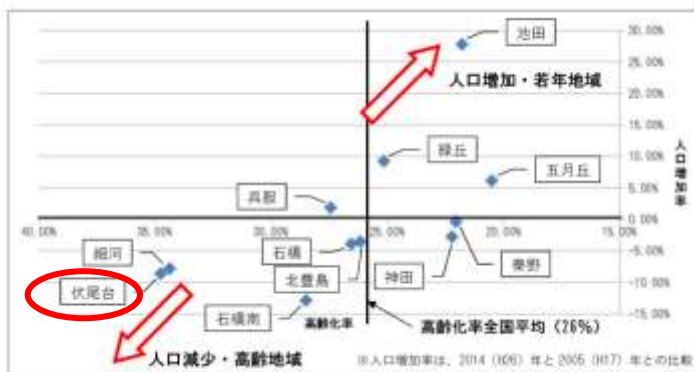 30.00%
池田
25.00%
人口増加・若年地域
20.00%
15.00%
10.00%
緑丘
五月丘
5.00%
呉服
0.00%
40.00%
35.00%
30.00%
20.00%
15.00%
人口増加率
細河
石橋
-5.00%
北豊島
神田
秦野
伏尾台
-10.00%
石橋南
高齢化率
高齢化率全国平均（26％）
-15.00%
人口減少・高齢地域
※人口増加率は、2014（H26）年と2005（H17）年との比較